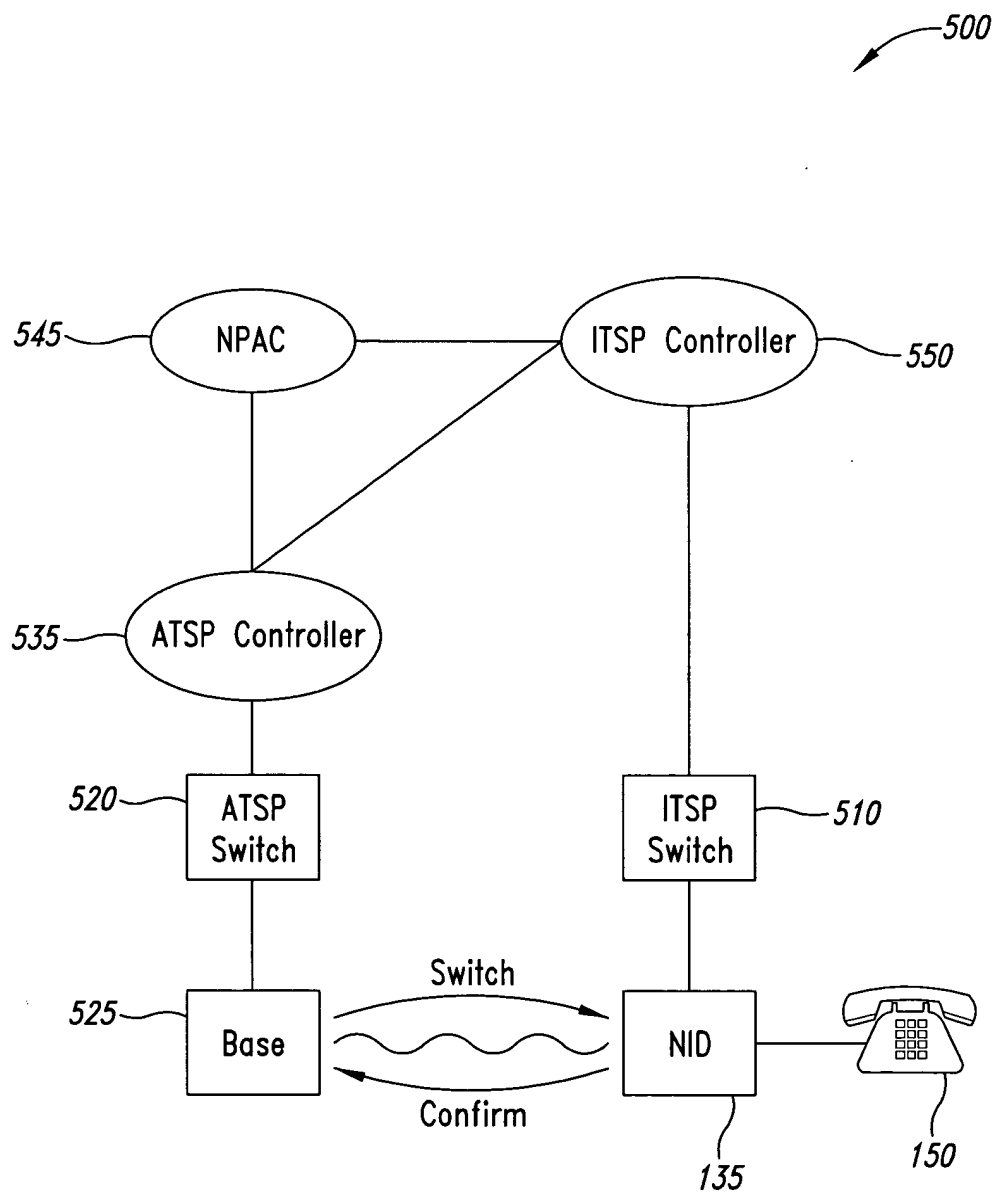 500
545
NPAC
ITSP Controller
550
535
ATSP Controller
520
ATSP
Switch
ITSP
Switch
510
Switch
525
Base
NID
Confirm
135
150